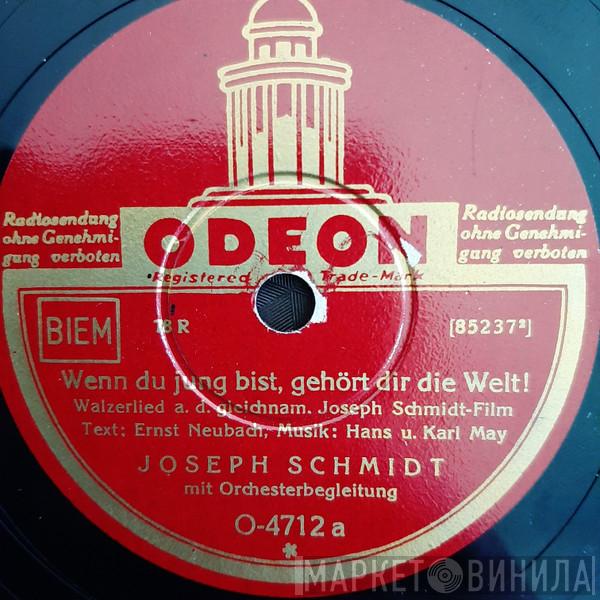 Radiosendung
ohne Genehmi-
gung verboten
ODEON
Registered Trade-Mark
Radiosendung
ohne Genehmi-
gung verboten
BIEM
18 R
[85237²]
Wenn du jung bist, gehört dir die Welt!
Walzerlied a. d. gleichnam. Joseph Schmidt-Film
Text: Ernst Neubach, Musik: Hans u. Karl May
JOSEPH SCHMIDT
mit Orchesterbegleitung
O-4712 a
МАРКЕТ ВИНИЛА